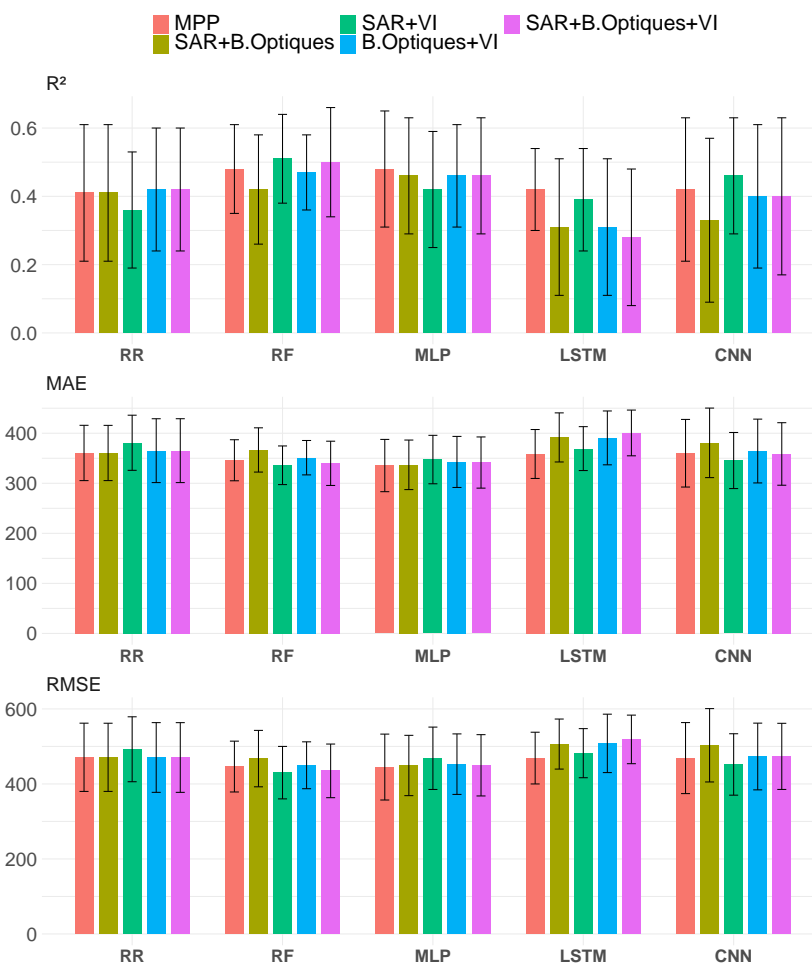 MPP SAR+VI SAR+B.Optiques+VI
SAR+B.Optiques B.Optiques+VI
R²
0.6
0.4
0.2
0.0
RR RF MLP LSTM CNN
MAE
400
300
200
100
0
RR RF MLP LSTM CNN
RMSE
600
400
200
0
RR RF MLP LSTM CNN